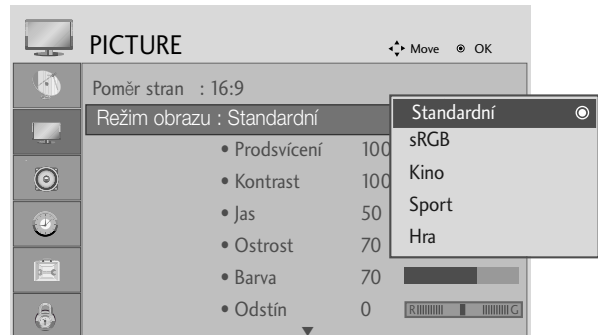 PICTURE Move OK
Poměr stran : 16:9
Režim obrazu : Standardní
• Prodsvícení 100
• Kontrast 100
• Jas 50
• Ostrost 70
• Barva 70
• Odstín 0 R G
Standardní
sRGB
Kino
Sport
Hra